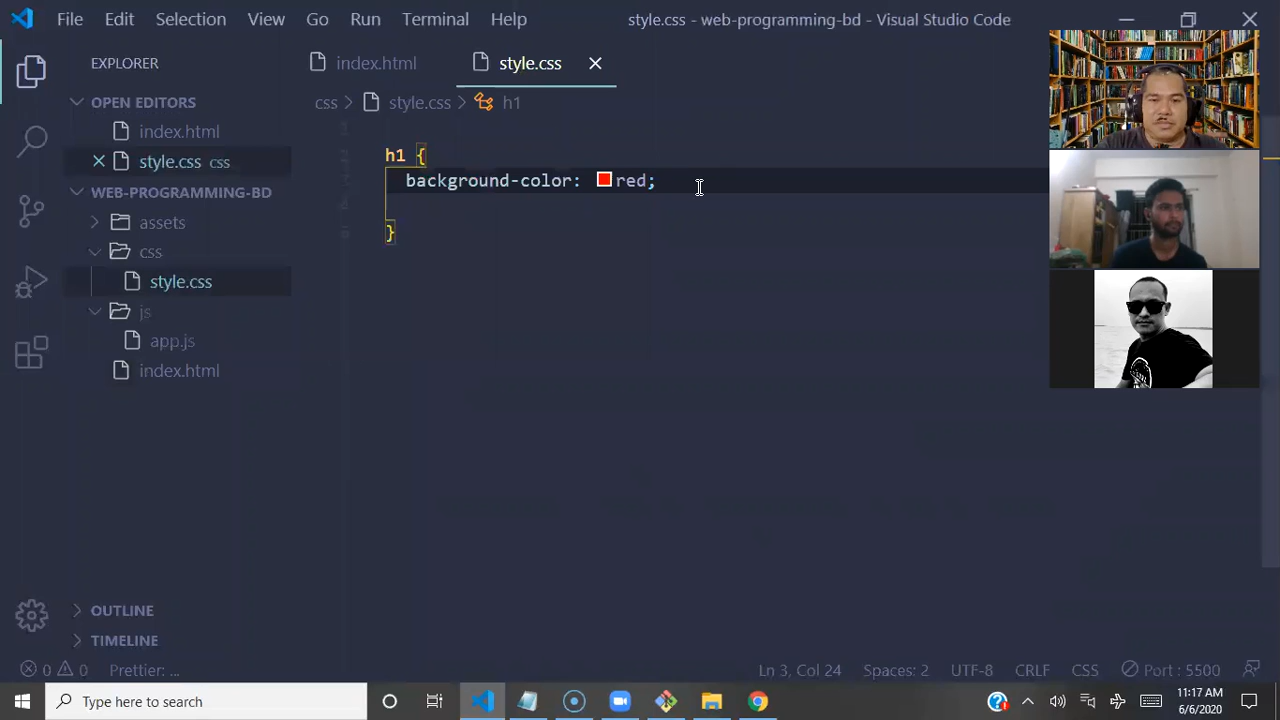 File Edit Selection View Go Run Terminal Help style.css - web-programming-bd - Visual Studio Code
EXPLORER
index.html style.css
OPEN EDITORS
css style.css h1
index.html
style.css css
WEB-PROGRAMMING-BD
assets
css
style.css
js
app.js
index.html
h1 {
background-color: red;
}
OUTLINE
TIMELINE
0 0 Prettier: ... Ln 3, Col 24 Spaces: 2 UTF-8 CRLF CSS Port : 5500
Type here to search
11:17 AM
6/6/2020